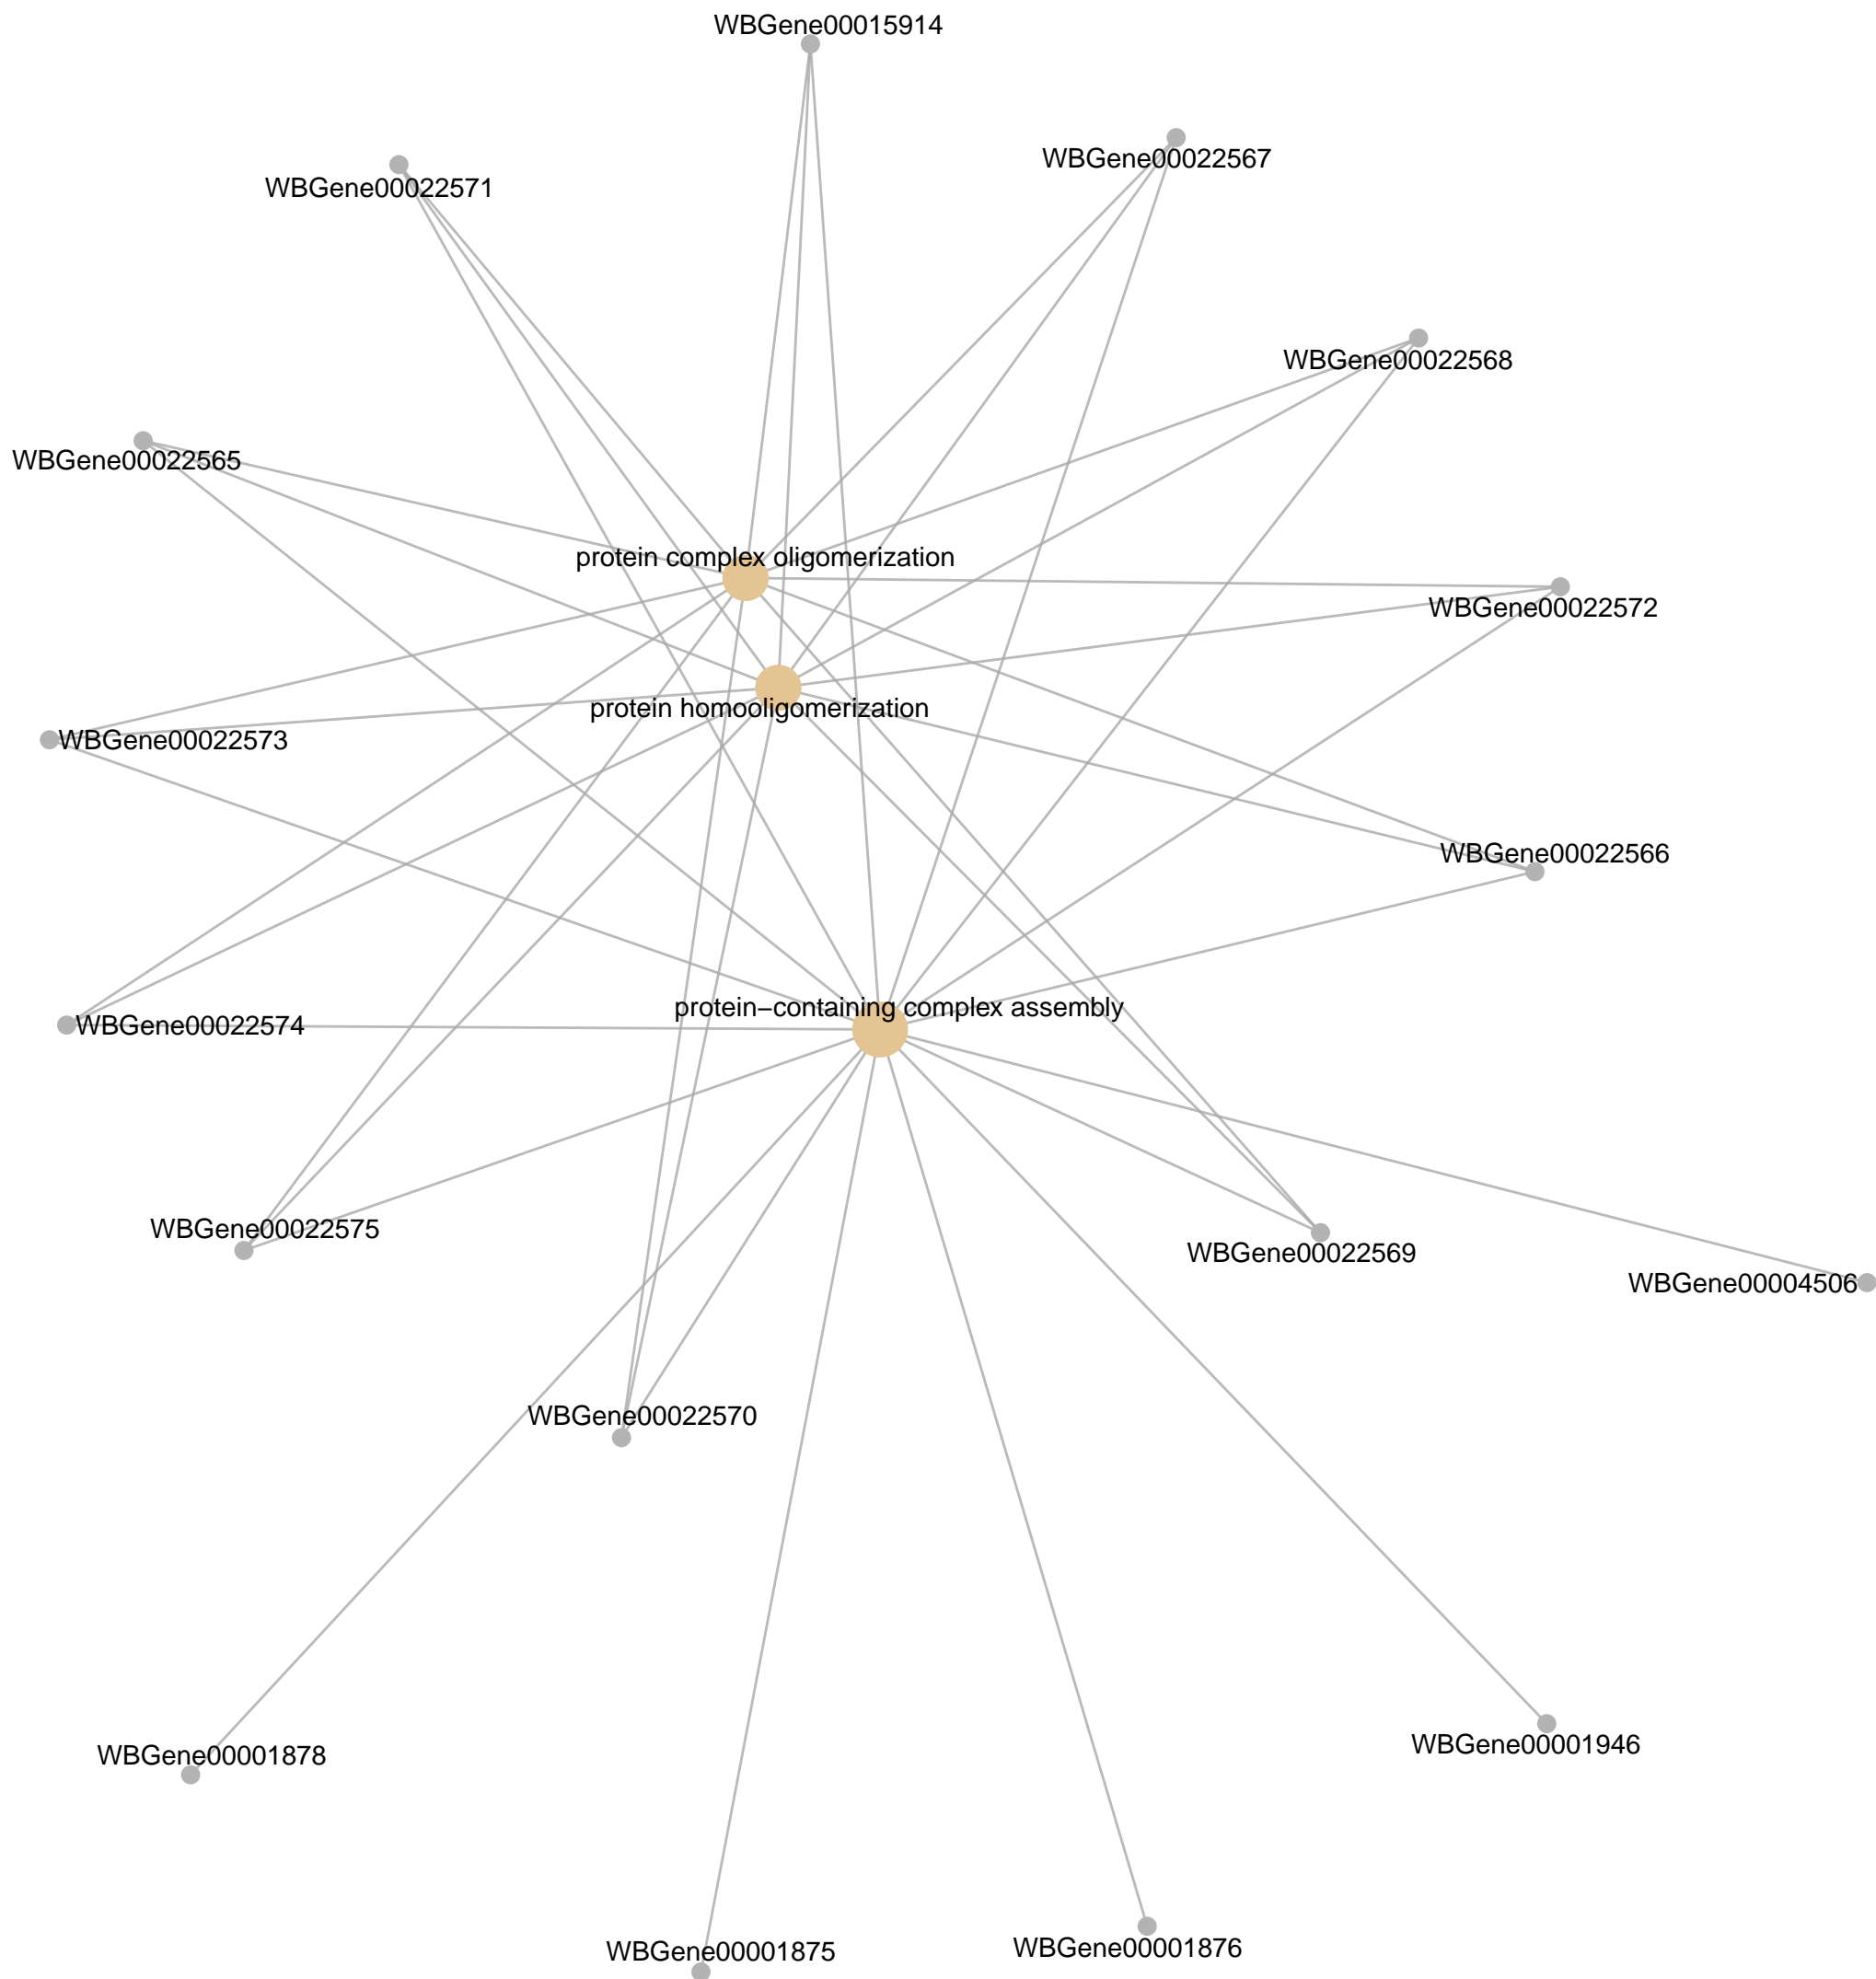 WBGene00015914
WBGene00022567
WBGene00022571
WBGene00022568
WBGene00022565
protein complex oligomerization
WBGene00022572
protein homooligomerization
WBGene00022573
WBGene00022566
protein−containing complex assembly
WBGene00022574
WBGene00022575
WBGene00022569
WBGene00004506
WBGene00022570
WBGene00001946
WBGene00001878
WBGene00001876
WBGene00001875